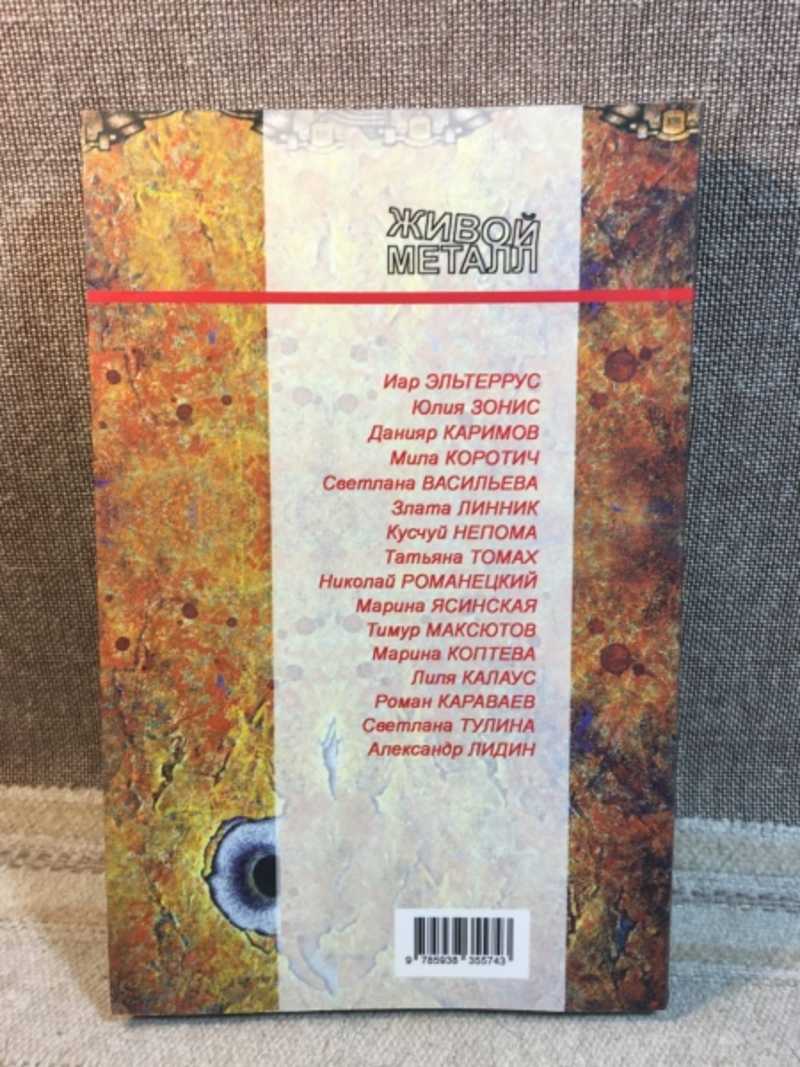 ЖИВОЙ
МЕТАЛЛ
Иар ЭЛЬТЕРРУС
Юлия ЗОНИС
Данияр КАРИМОВ
Мила КОРОТИЧ
Светлана ВАСИЛЬЕВА
Злата ЛИННИК
Кусчуй НЕПОМА
Татьяна ТОМАХ
Николай РОМАНЕЦКИЙ
Марина ЯСИНСКАЯ
Тимур МАКСЮТОВ
Марина КОПТЕВА
Лиля КАЛАУС
Роман КАРАВАЕВ
Светлана ТУЛИНА
Александр ЛИДИН
9 785938 355743